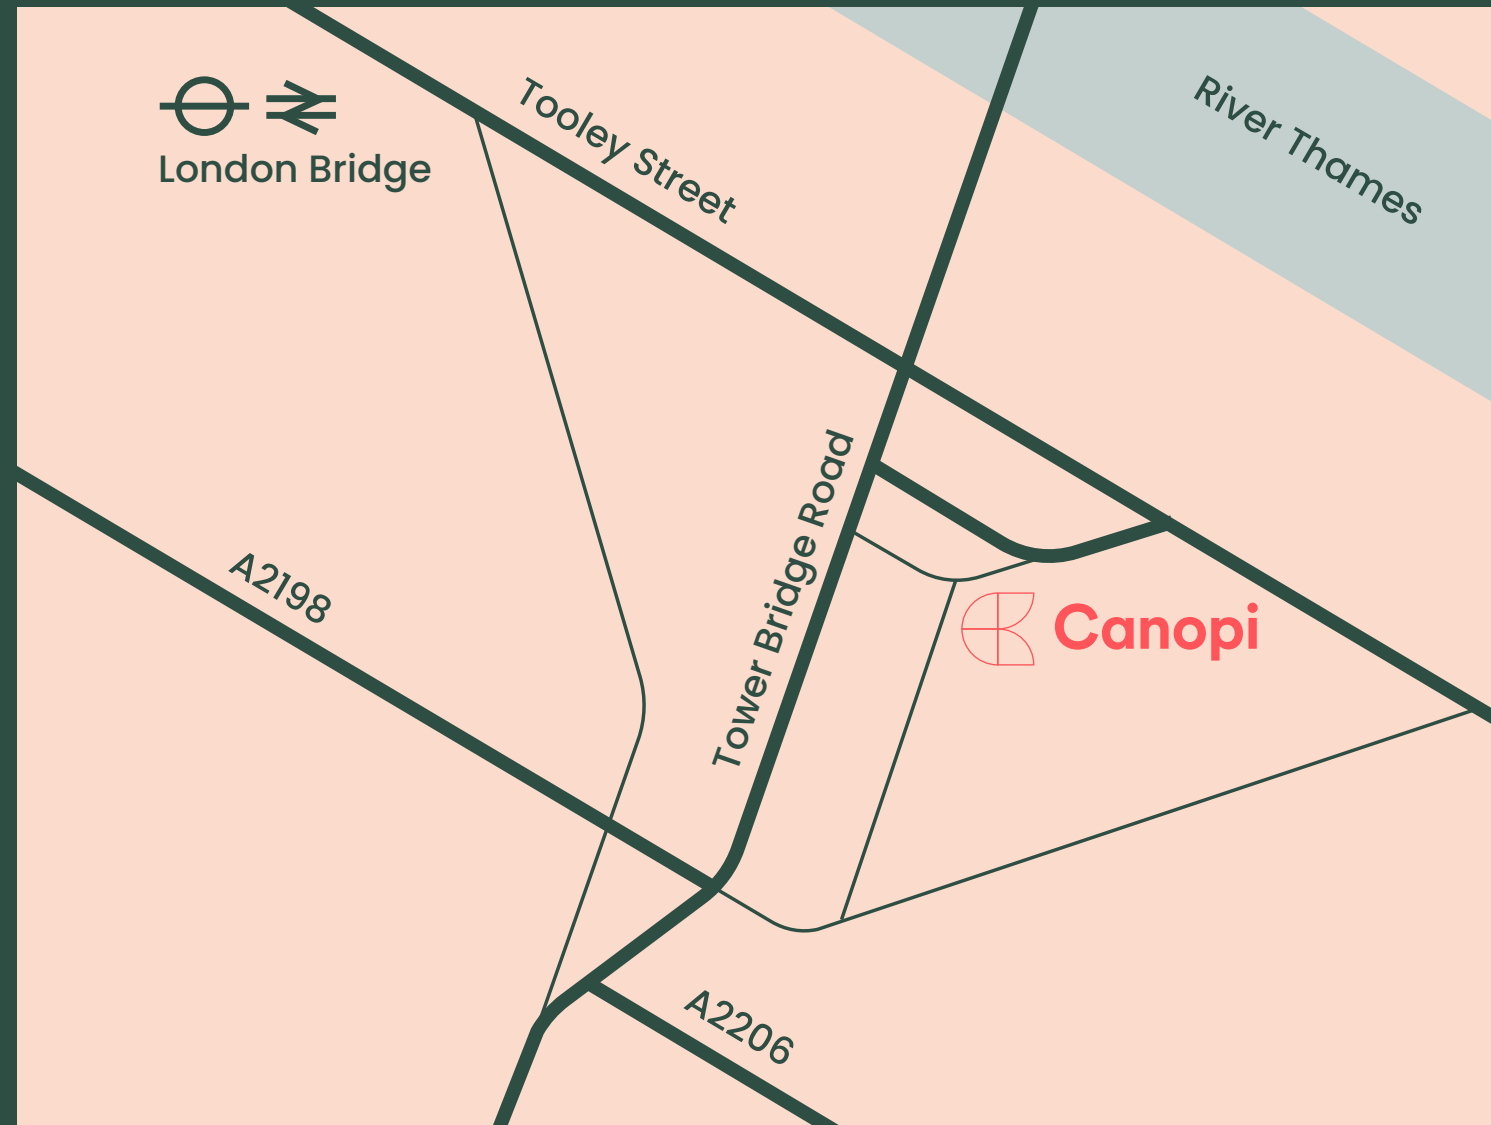 River Thames
Tooley Street
London Bridge
Tower Bridge Road
A2198
Canopi
A2206